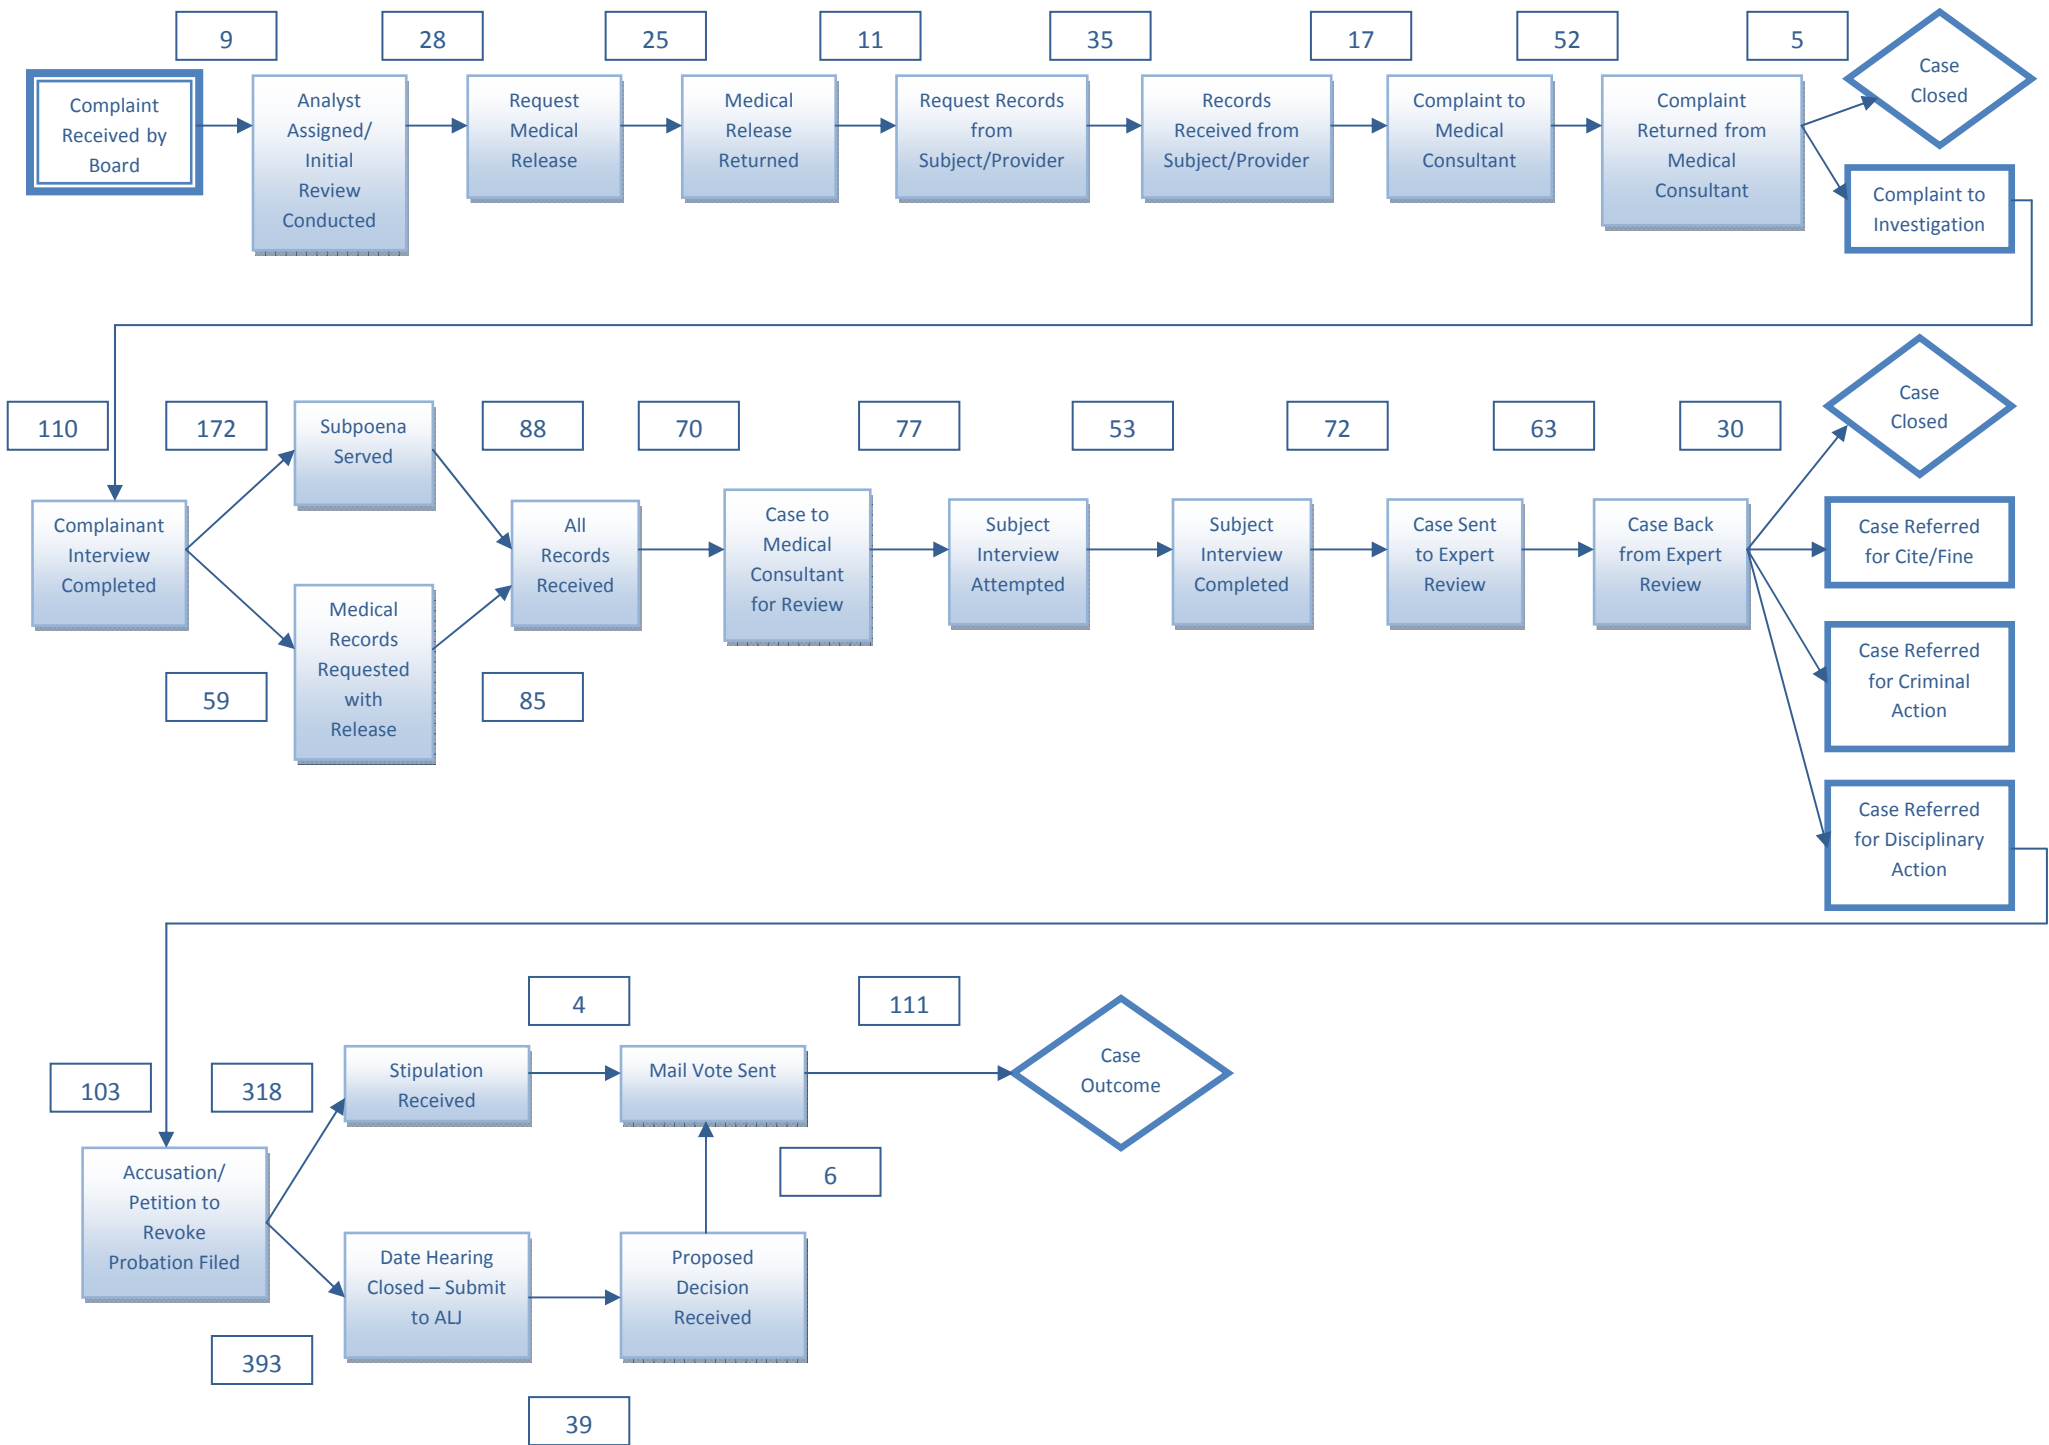 9
28
25
11
35
17
52
5
Complaint
Received by
Board
Analyst
Assigned/
Initial
Review
Conducted
Request
Medical
Release
Medical
Release
Returned
Request Records
from
Subject/Provider
Records
Received from
Subject/Provider
Complaint to
Medical
Consultant
Complaint
Returned from
Medical
Consultant
Case
Closed
Complaint to
Investigation
110
172
88
70
77
53
72
63
30
Complainant
Interview
Completed
Subpoena
Served
Medical
Records
Requested
with
Release
59
85
All
Records
Received
Case to
Medical
Consultant
for Review
Subject
Interview
Attempted
Subject
Interview
Completed
Case Sent
to Expert
Review
Case Back
from Expert
Review
Case
Closed
Case Referred
for Cite/Fine
Case Referred
for Criminal
Action
Case Referred
for Disciplinary
Action
103
318
4
111
Accusation/
Petition to
Revoke
Probation Filed
Stipulation
Received
Mail Vote Sent
Case
Outcome
6
Date Hearing
Closed – Submit
to ALJ
Proposed
Decision
Received
393
39